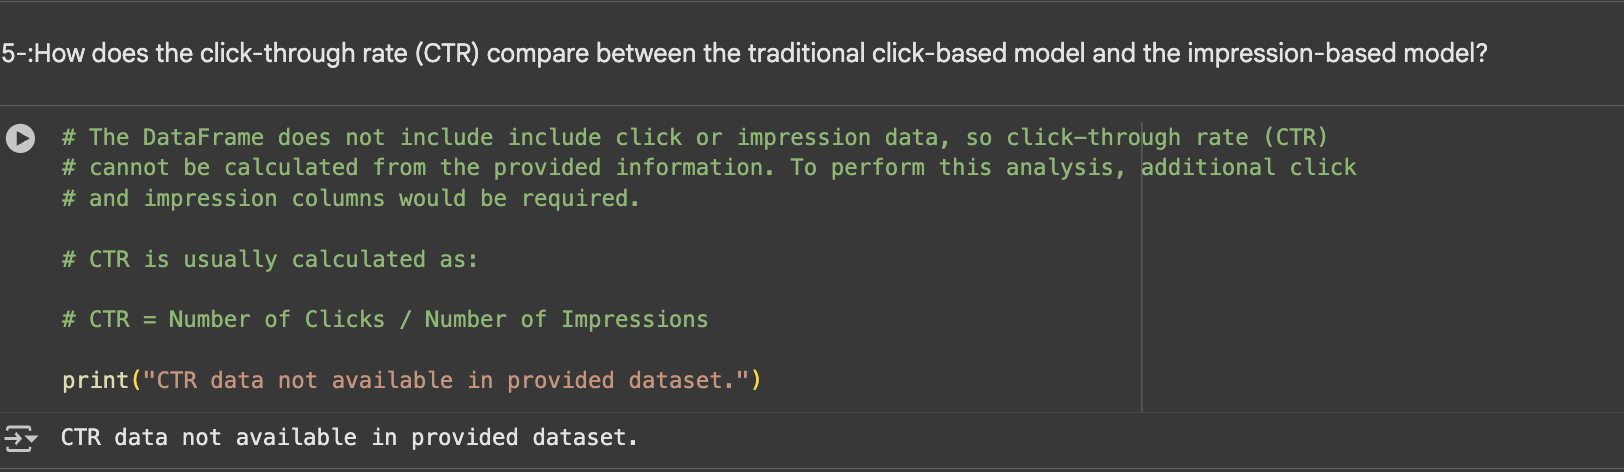 5-:How does the click-through rate (CTR) compare between the traditional click-based model and the impression-based model?
# The DataFrame does not include include click or impression data, so click-through rate (CTR)
# cannot be calculated from the provided information. To perform this analysis, additional click
# and impression columns would be required.
# CTR is usually calculated as:
# CTR = Number of Clicks / Number of Impressions
print("CTR data not available in provided dataset.")
CTR data not available in provided dataset.